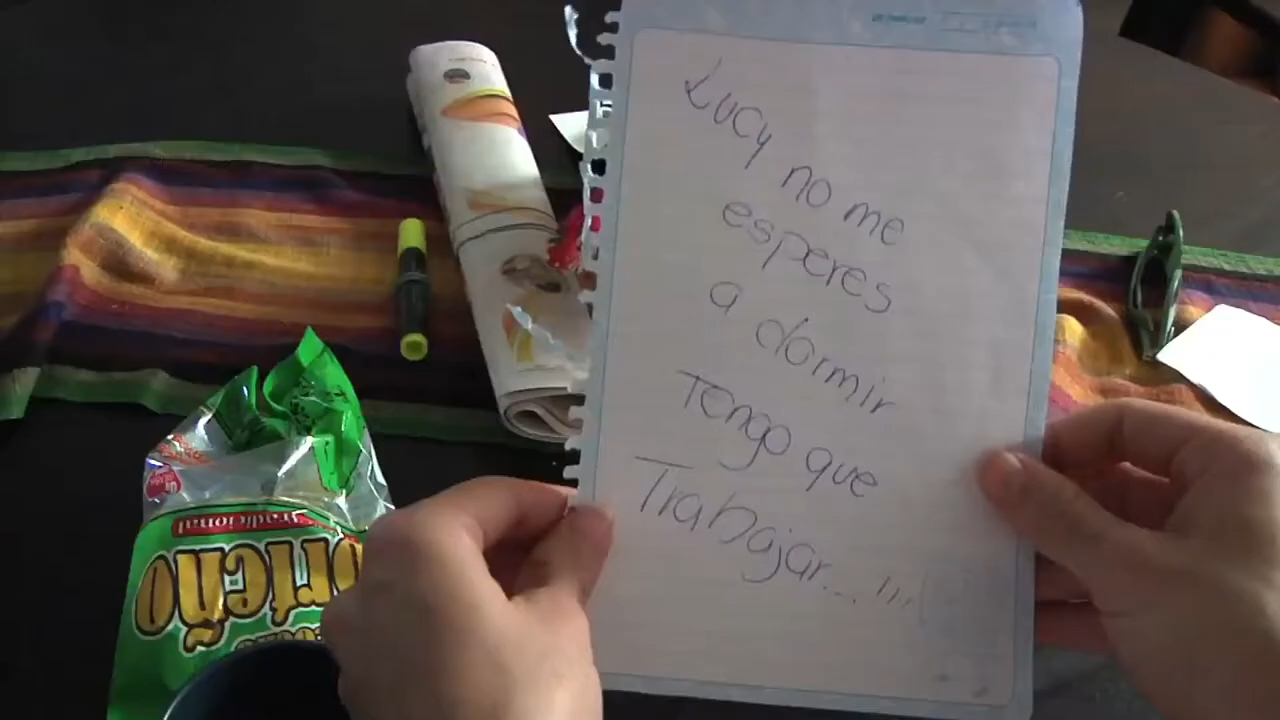 Lucy no me
esperes
a dormir
Tengo que
Trabajar... !!!
Tradicional